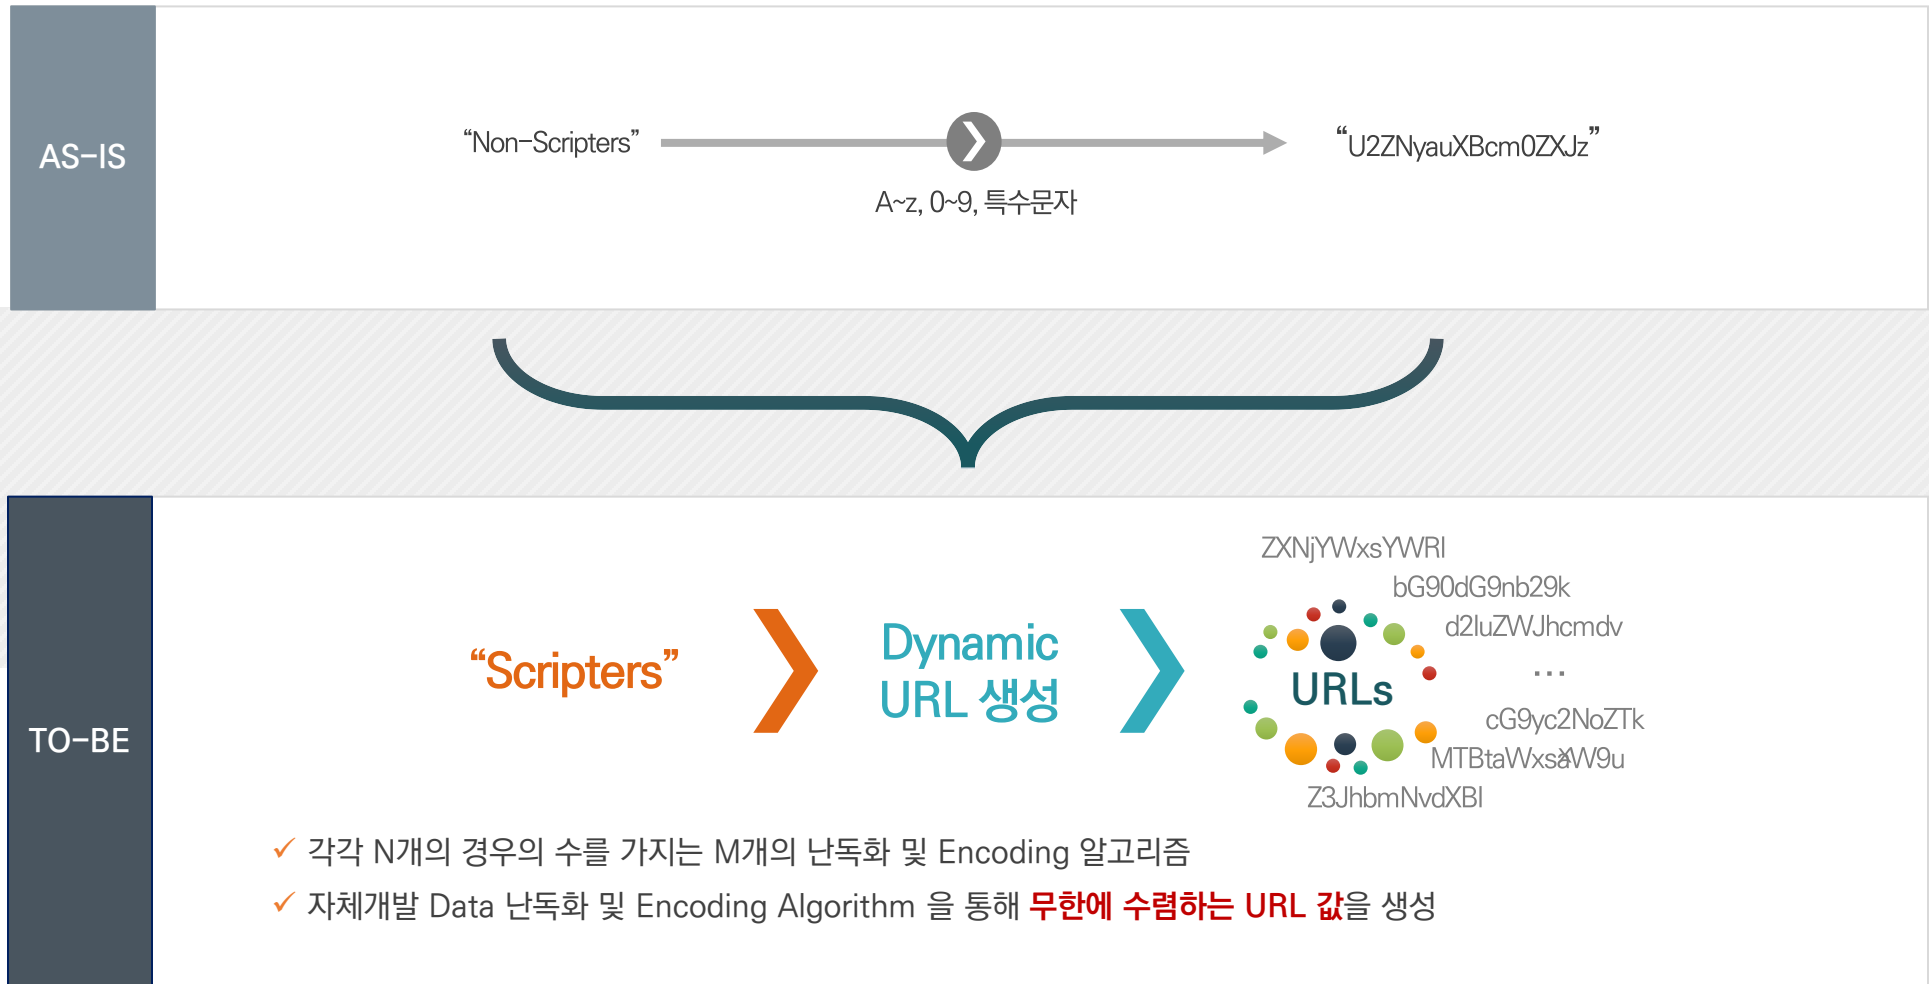 AS-IS
“Non-Scripters”
“U2ZNyauXBcm0ZXJz”
A~z, 0~9, 특수문자
TO-BE
“Scripters”
Dynamic
URL 생성
ZXNjYWxsYWRl
bG90dG9nb29k
d2luZWJhcmdv
...
URLs
cG9yc2NoZTk
MTBtaWxsaW9u
Z3JhbmNvdXBl
✓ 각각 N개의 경우의 수를 가지는 M개의 난독화 및 Encoding 알고리즘
✓ 자체개발 Data 난독화 및 Encoding Algorithm 을 통해 무한에 수렴하는 URL 값을 생성